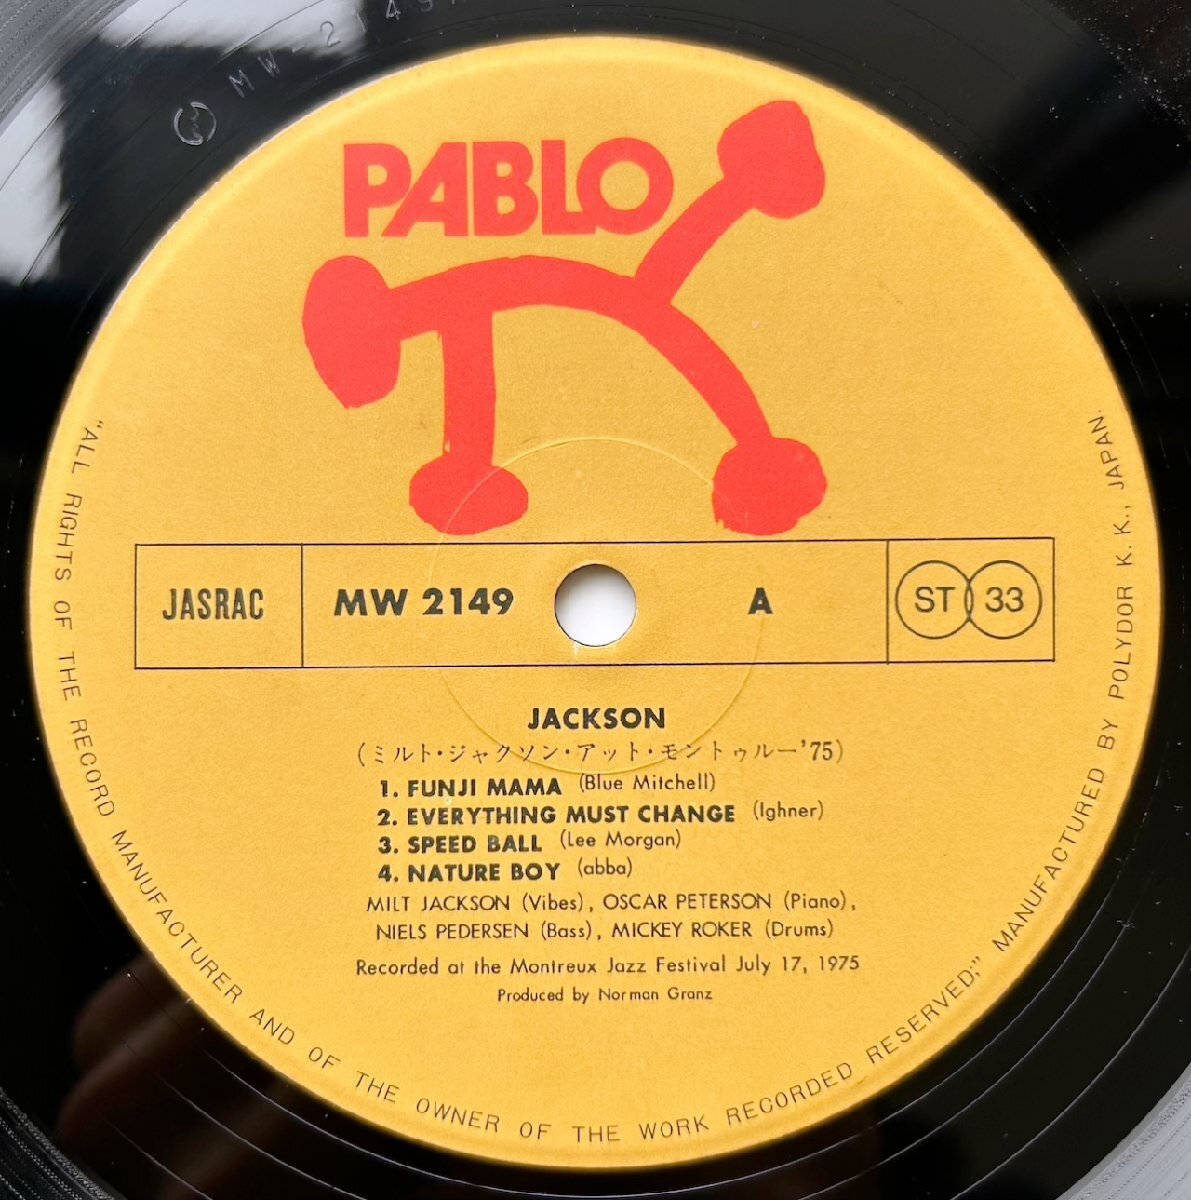 MW-2149
PABLO
JASRAC
MW 2149
A
ST 33
JACKSON
(ミルト・ジャクソン・アット・モントゥルー'75)
1. FUNJI MAMA (Blue Mitchell)
2. EVERYTHING MUST CHANGE (Ighner)
3. SPEED BALL (Lee Morgan)
4. NATURE BOY (abba)
MILT JACKSON (Vibes), OSCAR PETERSON (Piano),
NIELS PEDERSEN (Bass), MICKEY ROKER (Drums)
Recorded at the Montreux Jazz Festival July 17, 1975
Produced by Norman Granz
"ALL RIGHTS OF THE RECORD MANUFACTURER AND OF THE OWNER OF THE WORK RECORDED RESERVED;" MANUFACTURED BY POLYDOR K. K., JAPAN.